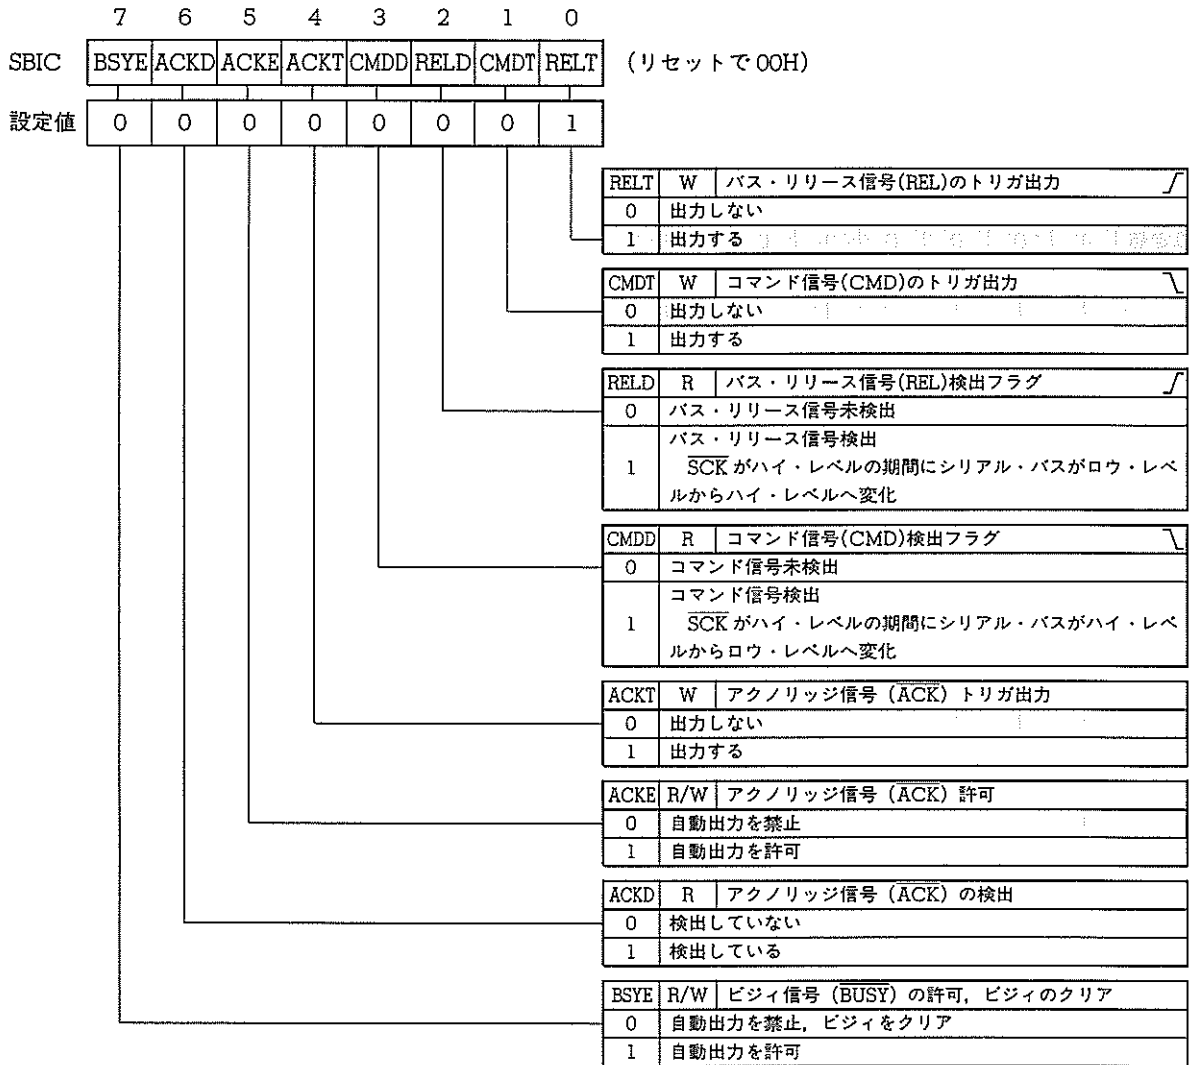 7 6 5 4 3 2 1 0
SBIC BSYE ACKD ACKE ACKT CMDD RELD CMDT RELT (リセットで00H)
設定値 0 0 0 0 0 0 0 1
RELT W バス・リリース信号(REL)のトリガ出力
0 出力しない
1 出力する
CMDT W コマンド信号(CMD)のトリガ出力
0 出力しない
1 出力する
RELD R バス・リリース信号(REL)検出フラグ
0 バス・リリース信号未検出
バス・リリース信号検出
1 SCKがハイ・レベルの期間にシリアル・バスがロウ・レベ
ルからハイ・レベルへ変化
CMDD R コマンド信号(CMD)検出フラグ
0 コマンド信号未検出
コマンド信号検出
1 SCKがハイ・レベルの期間にシリアル・バスがハイ・レベ
ルからロウ・レベルへ変化
ACKT W アクノリッジ信号(ACK)トリガ出力
0 出力しない
1 出力する
ACKE R/W アクノリッジ信号(ACK)許可
0 自動出力を禁止
1 自動出力を許可
ACKD R アクノリッジ信号(ACK)の検出
0 検出していない
1 検出している
BSYE R/W ビジィ信号(BUSY)の許可，ビジィのクリア
0 自動出力を禁止，ビジィをクリア
1 自動出力を許可